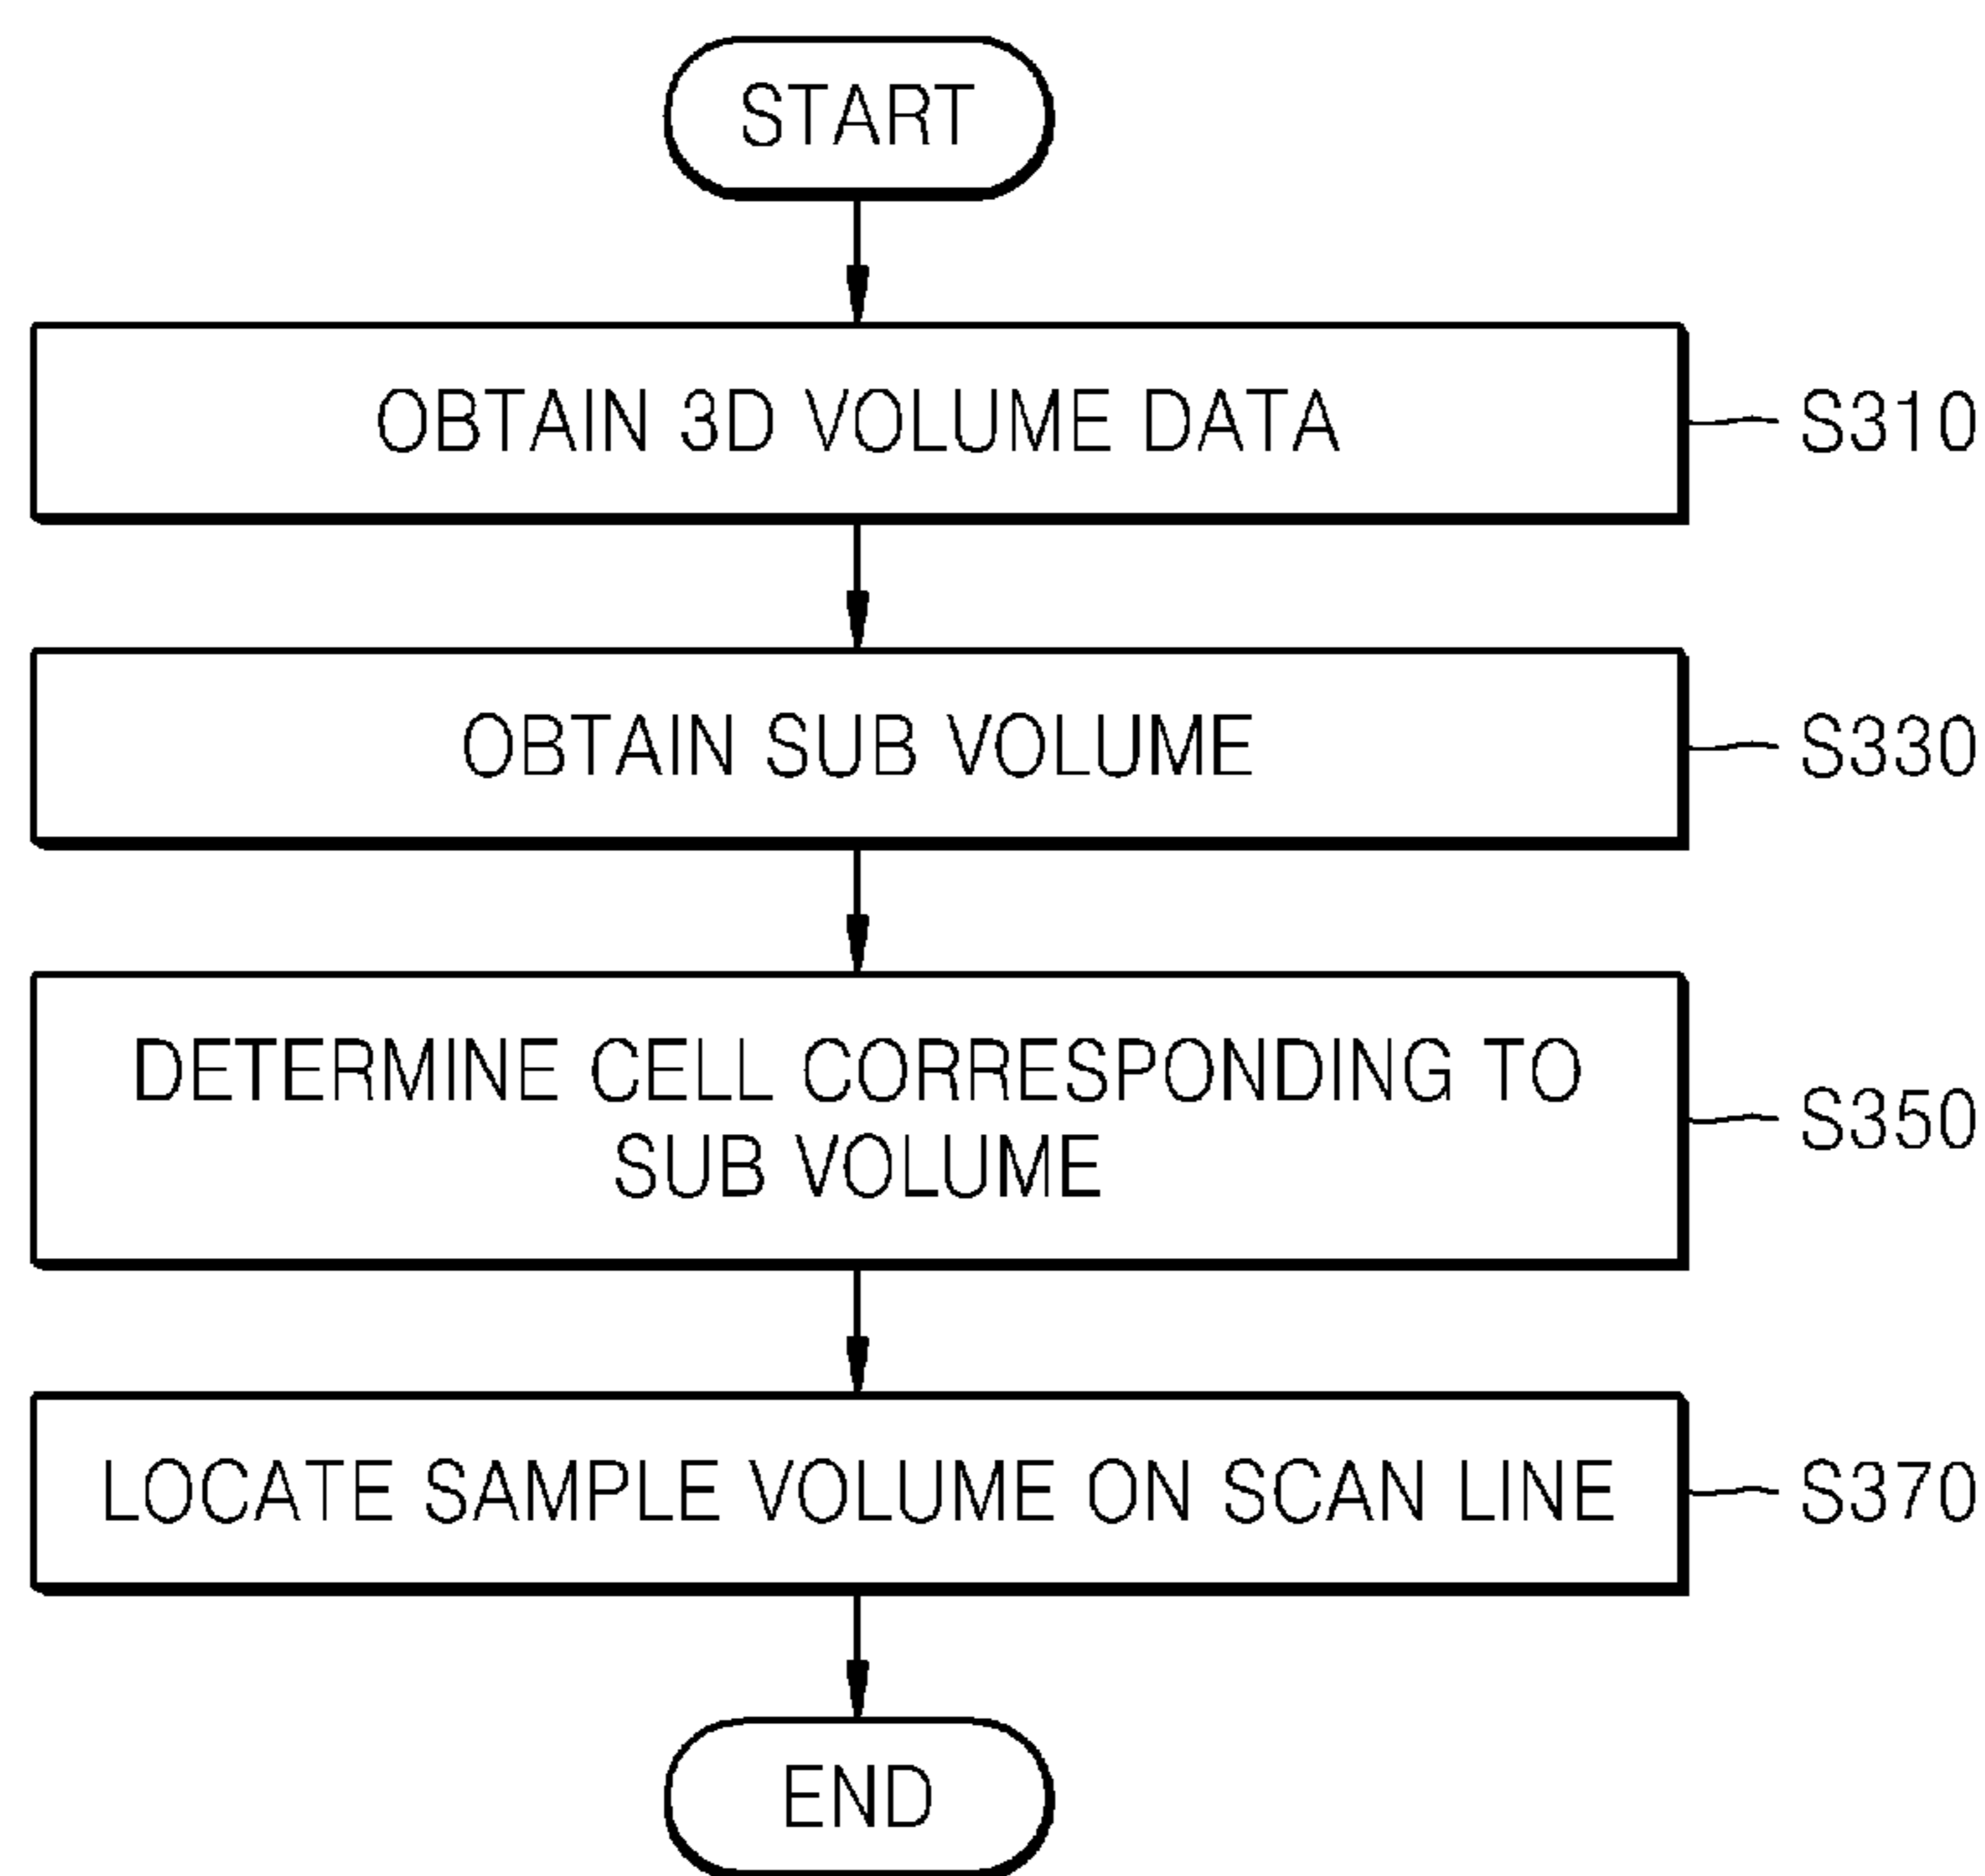 START
OBTAIN 3D VOLUME DATA
S310
OBTAIN SUB VOLUME
S330
DETERMINE CELL CORRESPONDING TO
SUB VOLUME
S350
LOCATE SAMPLE VOLUME ON SCAN LINE
S370
END